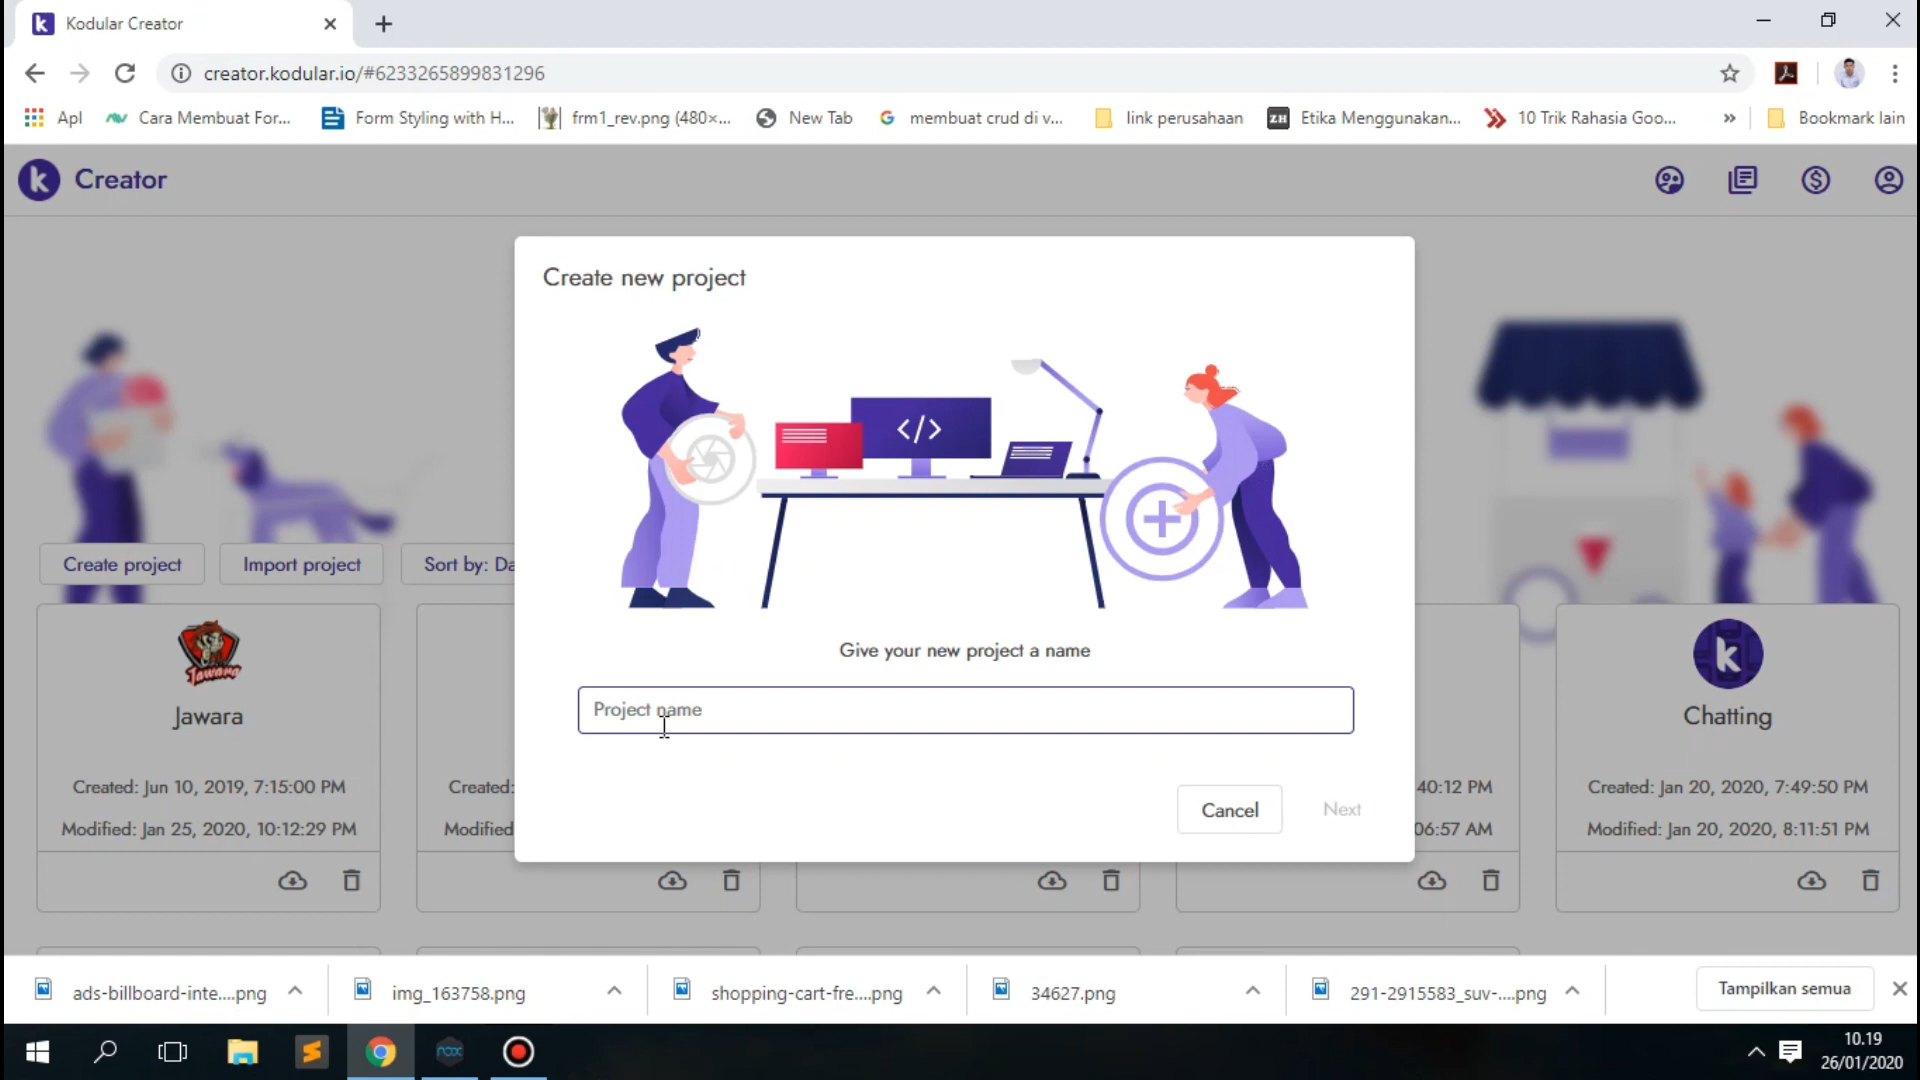 Kodular Creator
creator.kodular.io/#6233265899831296
Apl
Cara Membuat For...
Form Styling with H...
frm1_rev.png (480×...
New Tab
membuat crud di v...
link perusahaan
ZH
Etika Menggunakan...
10 Trik Rahasia Goo...
»
Bookmark lain
k
Creator
Create new project
</>
Give your new project a name
Project name
Cancel
Next
Create project
Import project
Sort by: Da
Jawara
Jawara
Created: Jun 10, 2019, 7:15:00 PM
Modified: Jan 25, 2020, 10:12:29 PM
Created:
Modified
40:12 PM
06:57 AM
k
Chatting
Created: Jan 20, 2020, 7:49:50 PM
Modified: Jan 20, 2020, 8:11:51 PM
ads-billboard-inte....png
img_163758.png
shopping-cart-fre....png
34627.png
291-2915583_suv-....png
Tampilkan semua
nox
10.19
26/01/2020